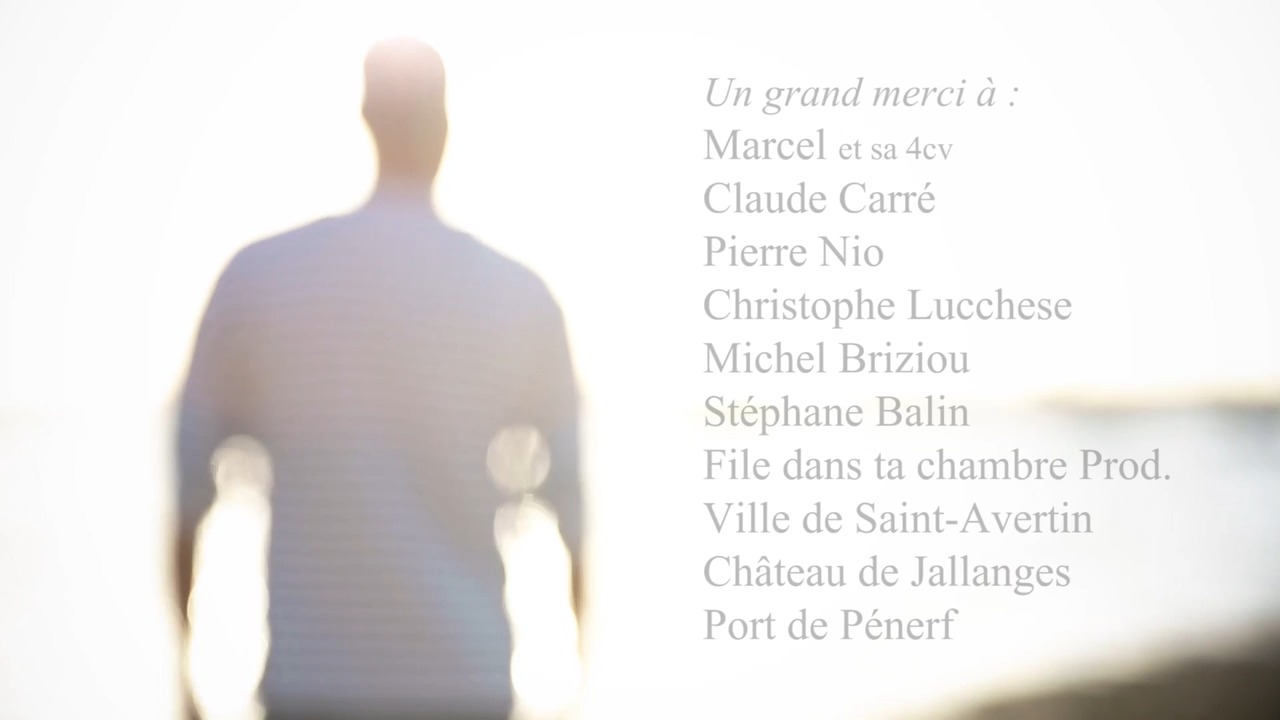 Un grand merci à :
Marcel et sa 4cv
Claude Carré
Pierre Nio
Christophe Lucchese
Michel Briziou
Stéphane Balin
File dans ta chambre Prod.
Ville de Saint-Avertin
Château de Jallanges
Port de Pénerf